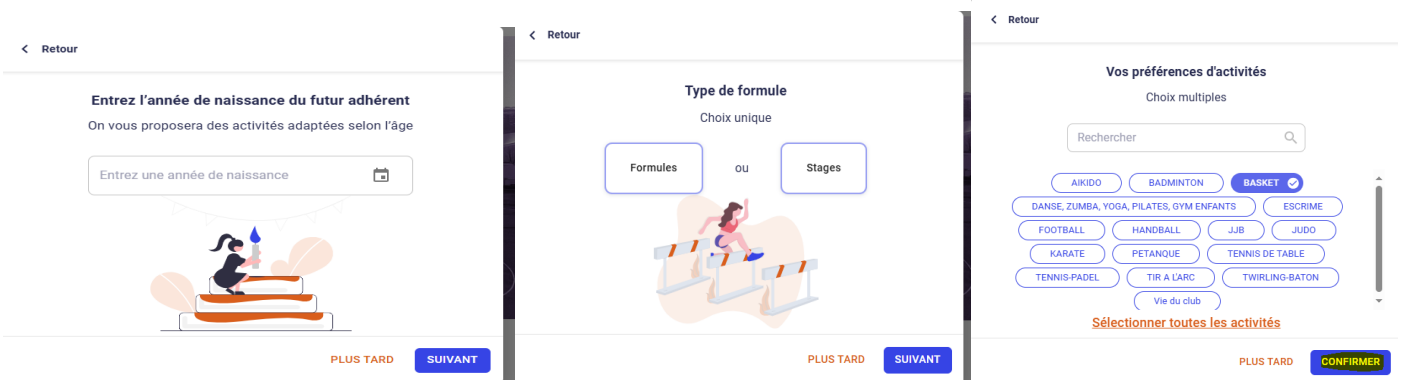 Retour
Entrez l'année de naissance du futur adhérent
On vous proposera des activités adaptées selon l'âge
Entrez une année de naissance
PLUS TARD SUIVANT
Retour
Type de formule
Choix unique
Formules ou Stages
PLUS TARD SUIVANT
Retour
Vos préférences d'activités
Choix multiples
Rechercher
AIKIDO BADMINTON BASKET
DANSE, ZUMBA, YOGA, PILATES, GYM ENFANTS ESCRIME
FOOTBALL HANDBALL JJB JUDO
KARATE PETANQUE TENNIS DE TABLE
TENNIS-PADEL TIR A L'ARC TWIRLING-BATON
Vie du club
Sélectionner toutes les activités
PLUS TARD CONFIRMER